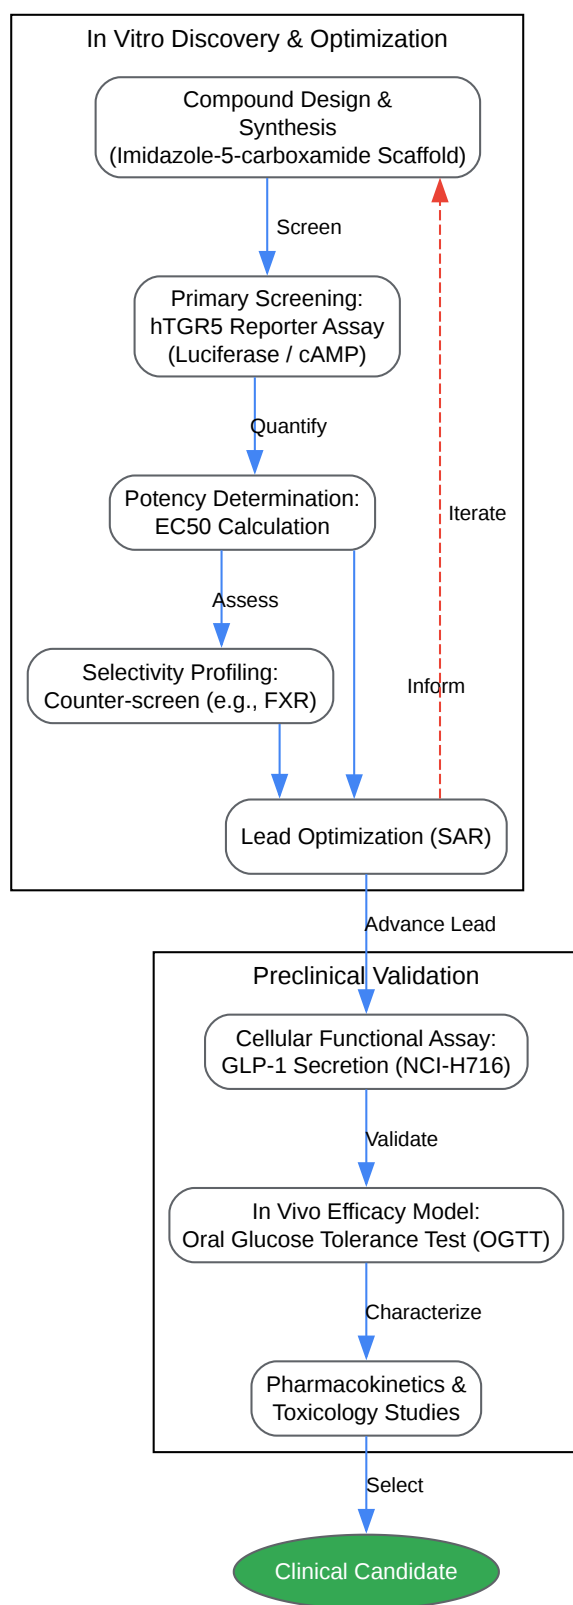 In Vitro Discovery & Optimization
Compound Design &
Synthesis
(Imidazole-5-carboxamide Scaffold)
Screen
Primary Screening:
hTGR5 Reporter Assay
(Luciferase / cAMP)
Quantify
Potency Determination:
EC50 Calculation
Iterate
Assess
Selectivity Profiling:
Counter-screen (e.g., FXR)
Inform
Lead Optimization (SAR)
Advance Lead
Preclinical Validation
Cellular Functional Assay:
GLP-1 Secretion (NCI-H716)
Validate
In Vivo Efficacy Model:
Oral Glucose Tolerance Test (OGTT)
Characterize
Pharmacokinetics &
Toxicology Studies
Select
Clinical Candidate